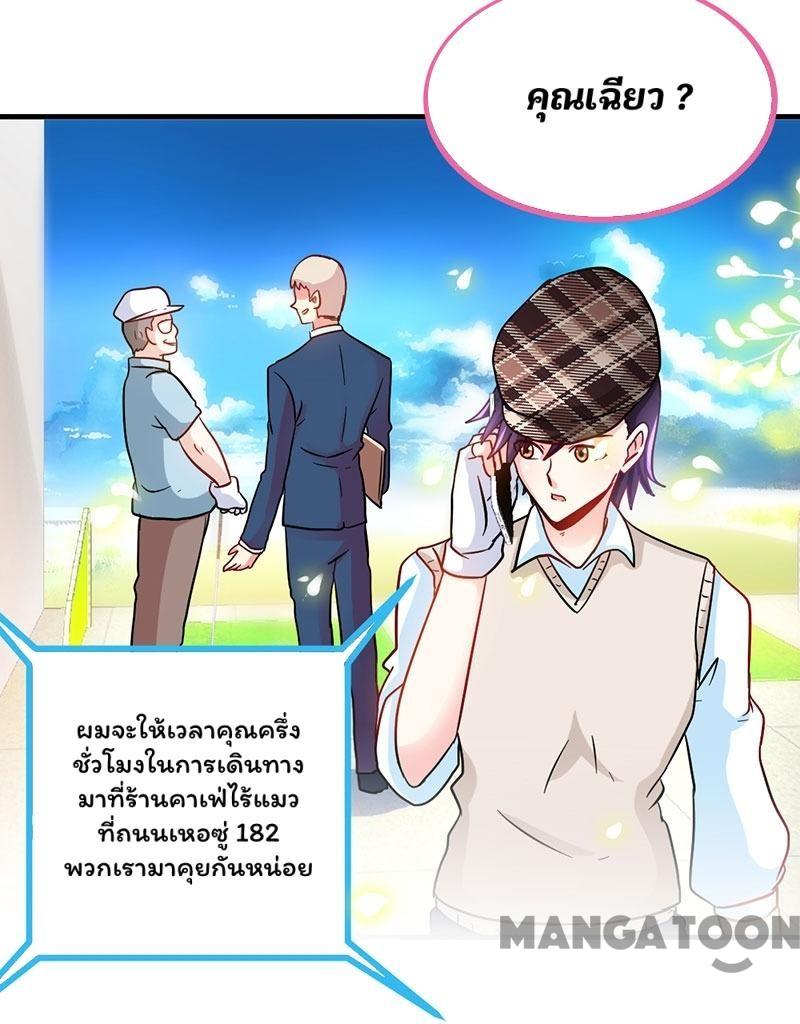 คุณเฉียว ?
ผมจะให้เวลาคุณครึ่ง
ชั่วโมงในการเดินทาง
มาที่ร้านคาเฟ่ไร้แมว
ที่ถนนเหอซู่ 182
พวกเรามาคุยกันหน่อย
MANGATOON